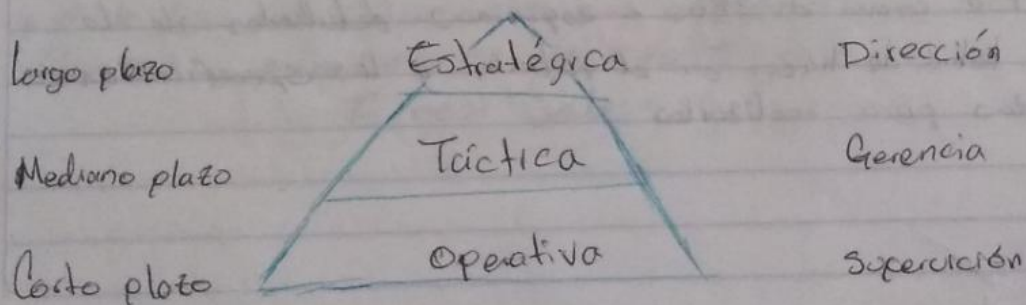 Largo plazo Estratégica Dirección
Mediano plazo Táctica Gerencia
Corto plazo Operativa Supervición